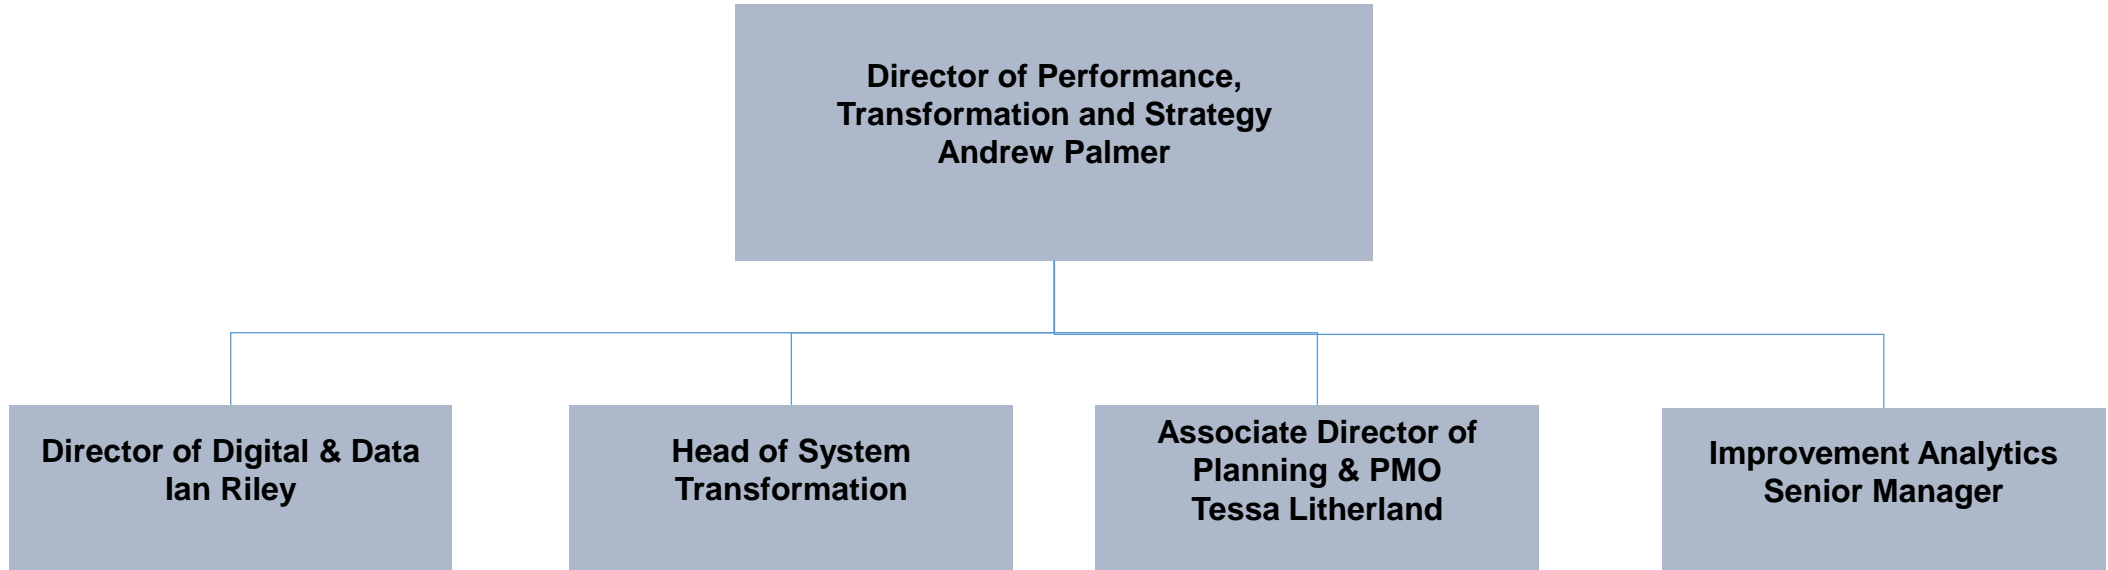 Director of Performance,
Transformation and Strategy
Andrew Palmer
Director of Digital & Data
Ian Riley
Head of System
Transformation
Associate Director of
Planning & PMO
Tessa Litherland
Improvement Analytics
Senior Manager